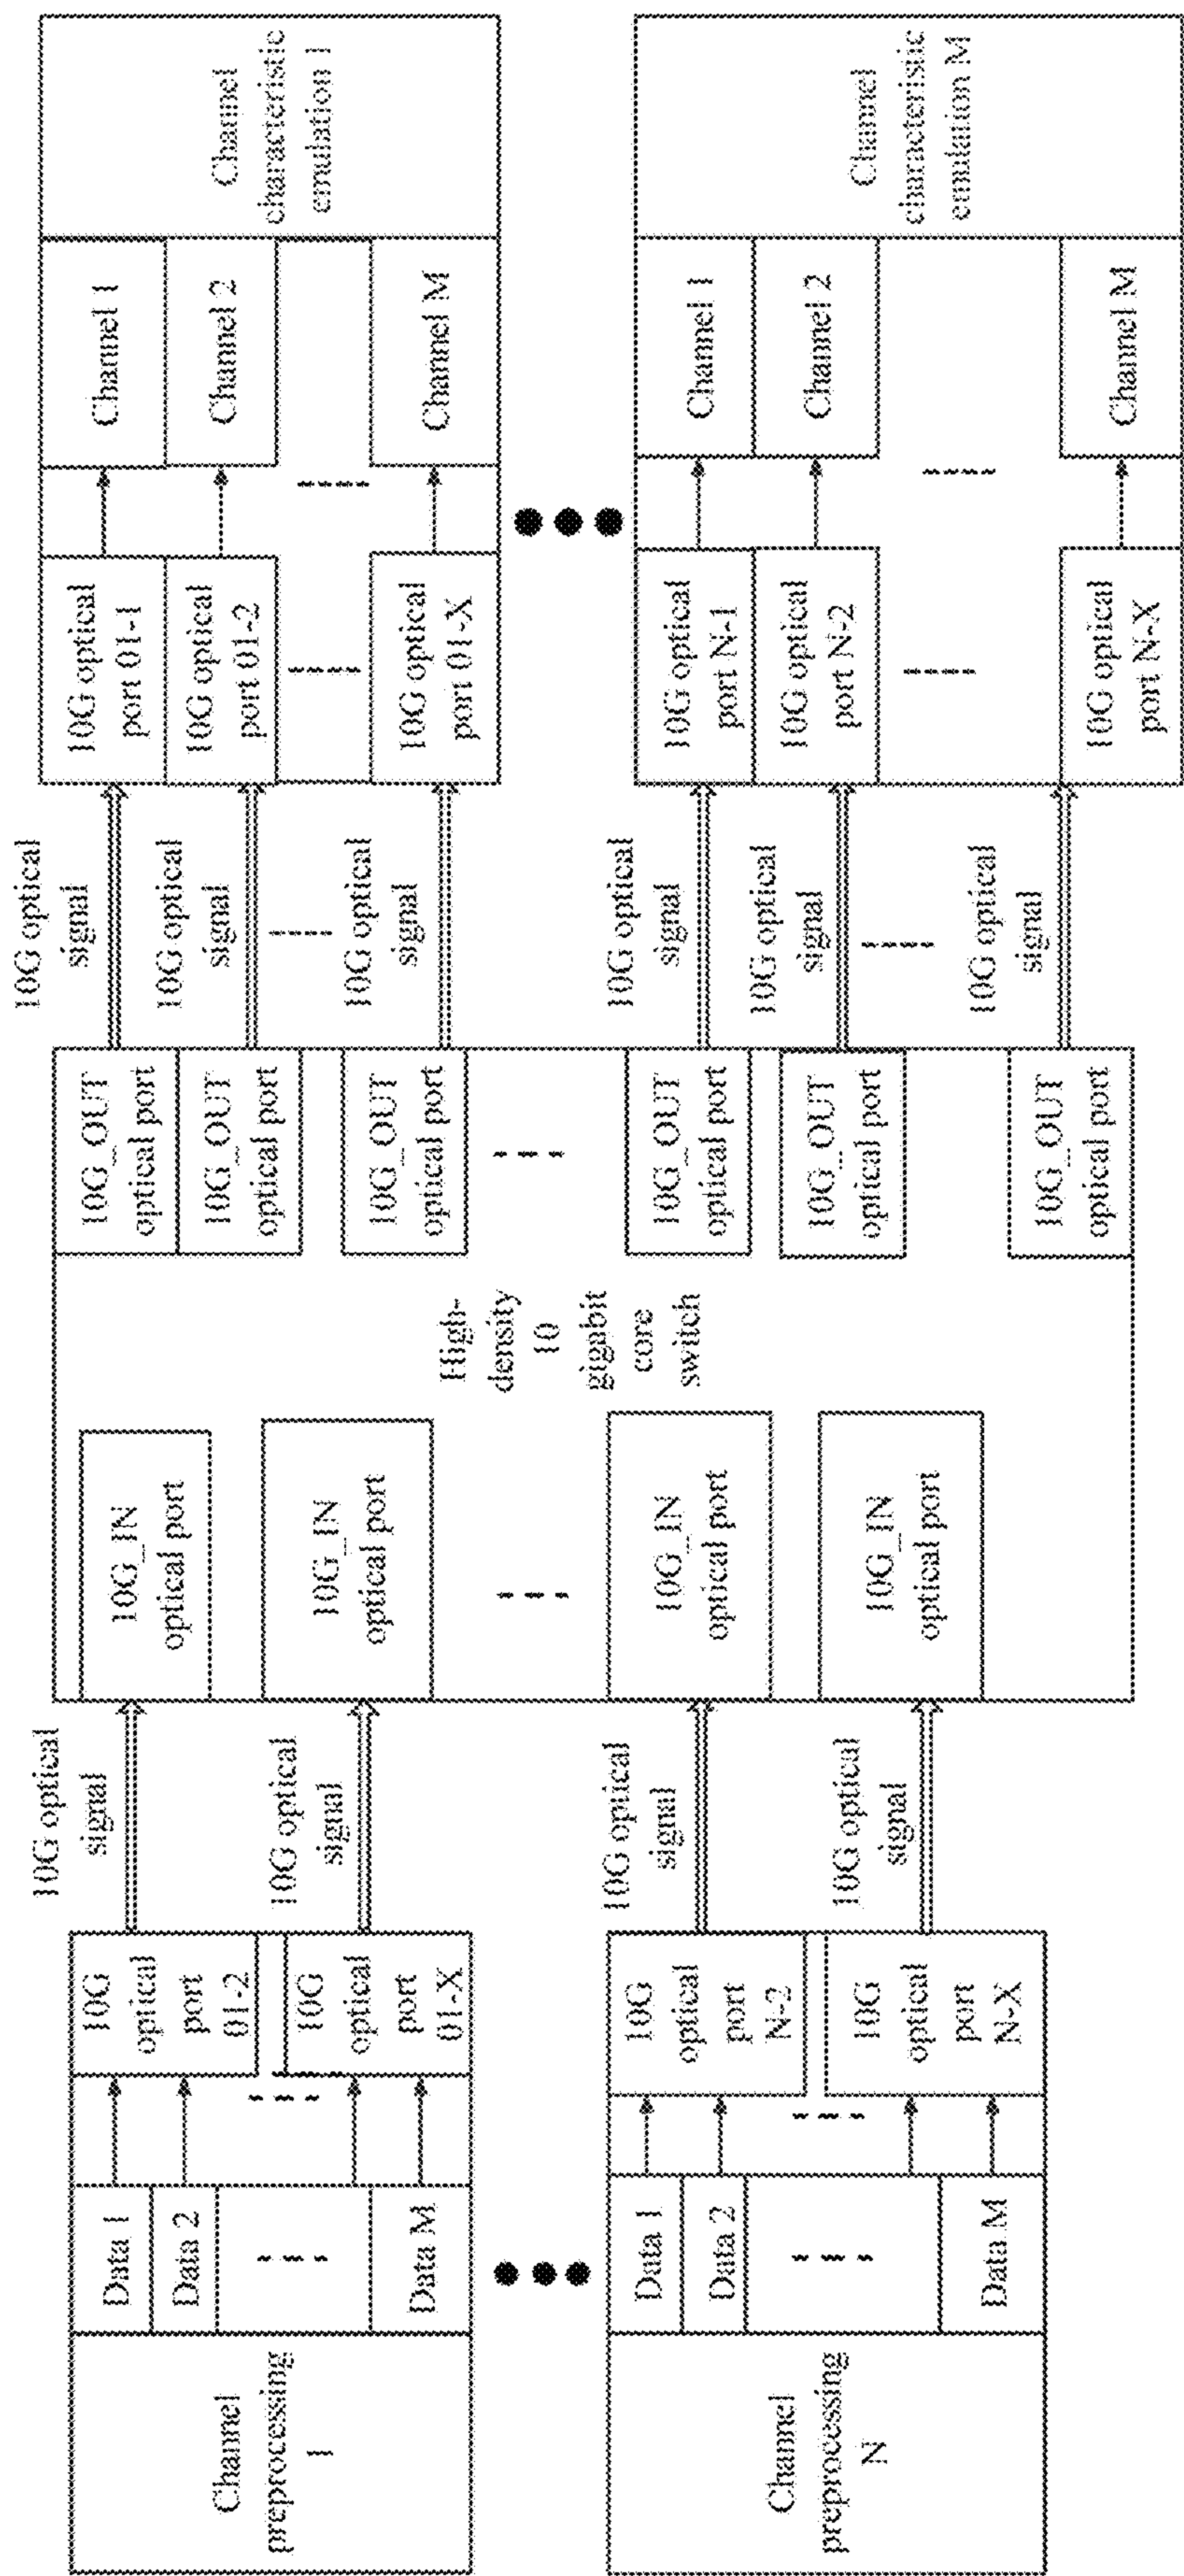 Channel
preprocessing
1
Data 1
Data 2
Data M
10G
optical
port
01-2
10G
optical
port
01-X
10G optical
signal
10G optical
signal
Channel
preprocessing
N
Data 1
Data 2
Data M
10G
optical
port
N-2
10G
optical
port
N-X
10G optical
signal
10G optical
signal
10G_IN
optical port
10G_IN
optical port
10G_IN
optical port
10G_IN
optical port
High-
density
10
gigabit
core
switch
10G_OUT
optical port
10G_OUT
optical port
10G_OUT
optical port
10G_OUT
optical port
10G_OUT
optical port
10G_OUT
optical port
10G optical
signal
10G optical
signal
10G optical
signal
10G optical
signal
10G optical
signal
10G optical
signal
10G optical
port 01-1
10G optical
port 01-2
10G optical
port 01-X
Channel 1
Channel 2
Channel M
Channel
characteristic
emulation 1
10G optical
port N-1
10G optical
port N-2
10G optical
port N-X
Channel 1
Channel 2
Channel M
Channel
characteristic
emulation M